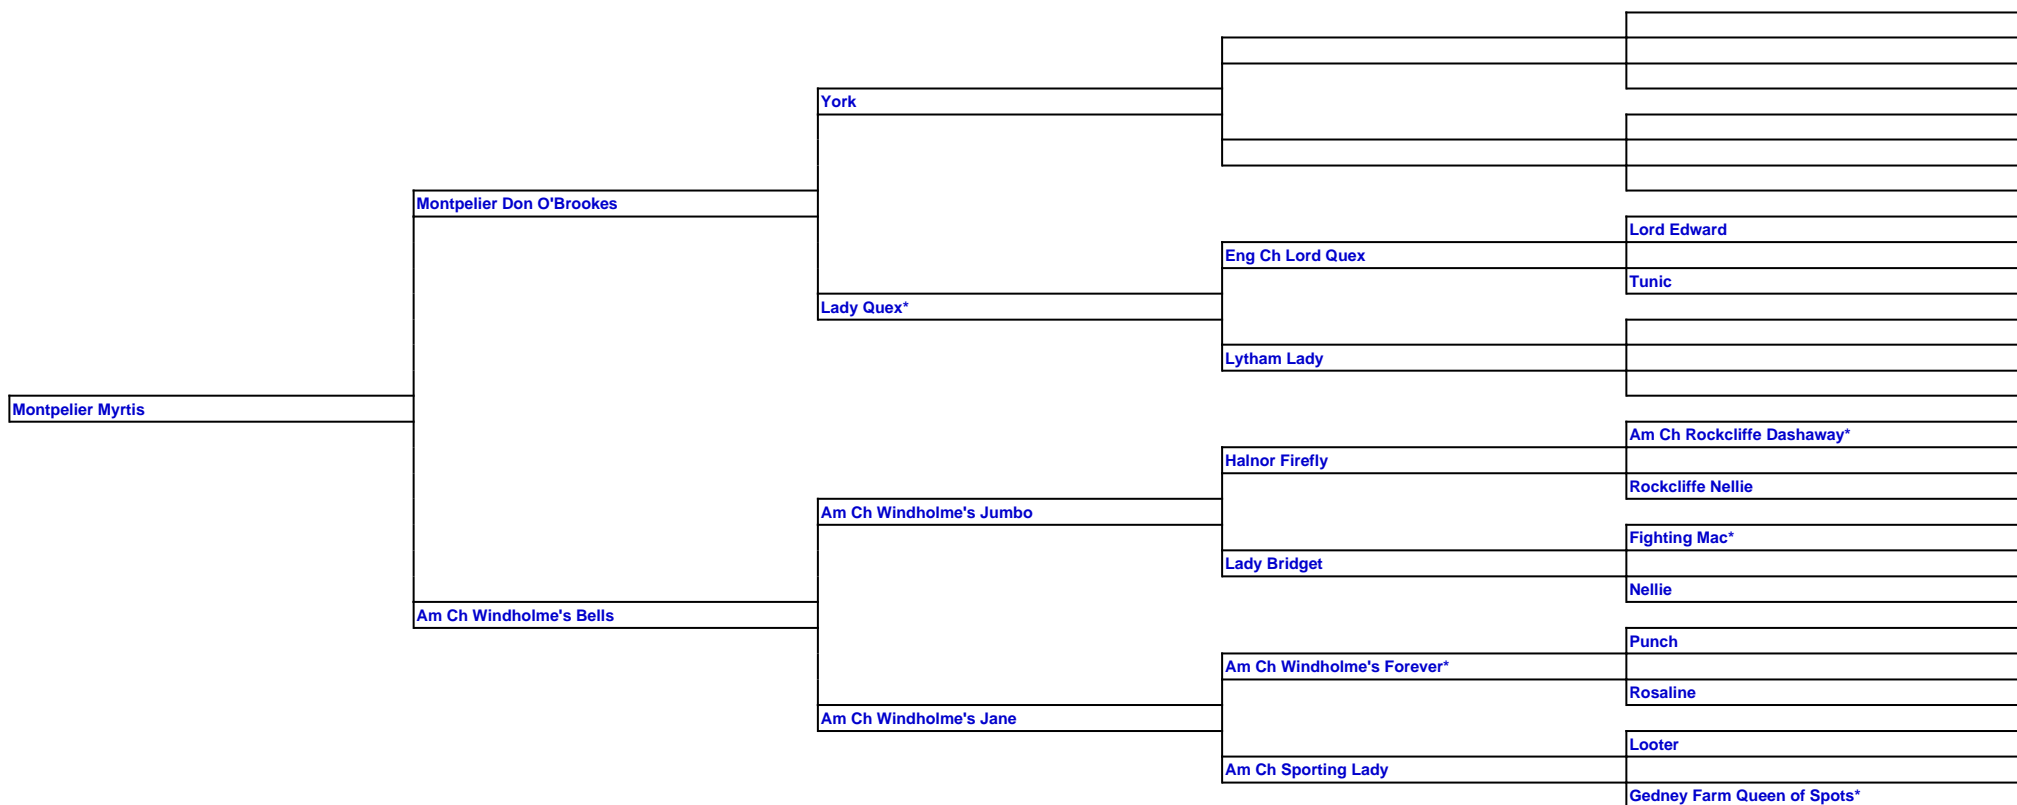 York
Montpelier Don O'Brookes
Lord Edward
Eng Ch Lord Quex
Tunic
Lady Quex*
Lytham Lady
Montpelier Myrtis
Am Ch Rockcliffe Dashaway*
Halnor Firefly
Rockcliffe Nellie
Am Ch Windholme's Jumbo
Fighting Mac*
Lady Bridget
Nellie
Am Ch Windholme's Bells
Punch
Am Ch Windholme's Forever*
Rosaline
Am Ch Windholme's Jane
Looter
Am Ch Sporting Lady
Gedney Farm Queen of Spots*